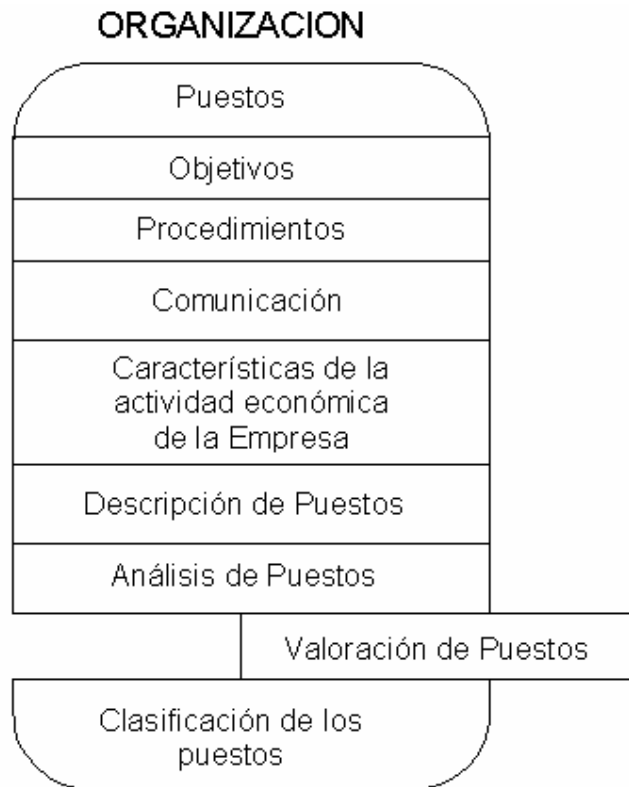 ORGANIZACION
Puestos
Objetivos
Procedimientos
Comunicación
Característícas de la
actividad económica
de la Empresa
Descripción de Puestos
Análisis de Puestos
Valoración de Puestos
Clasificación de los
puestos